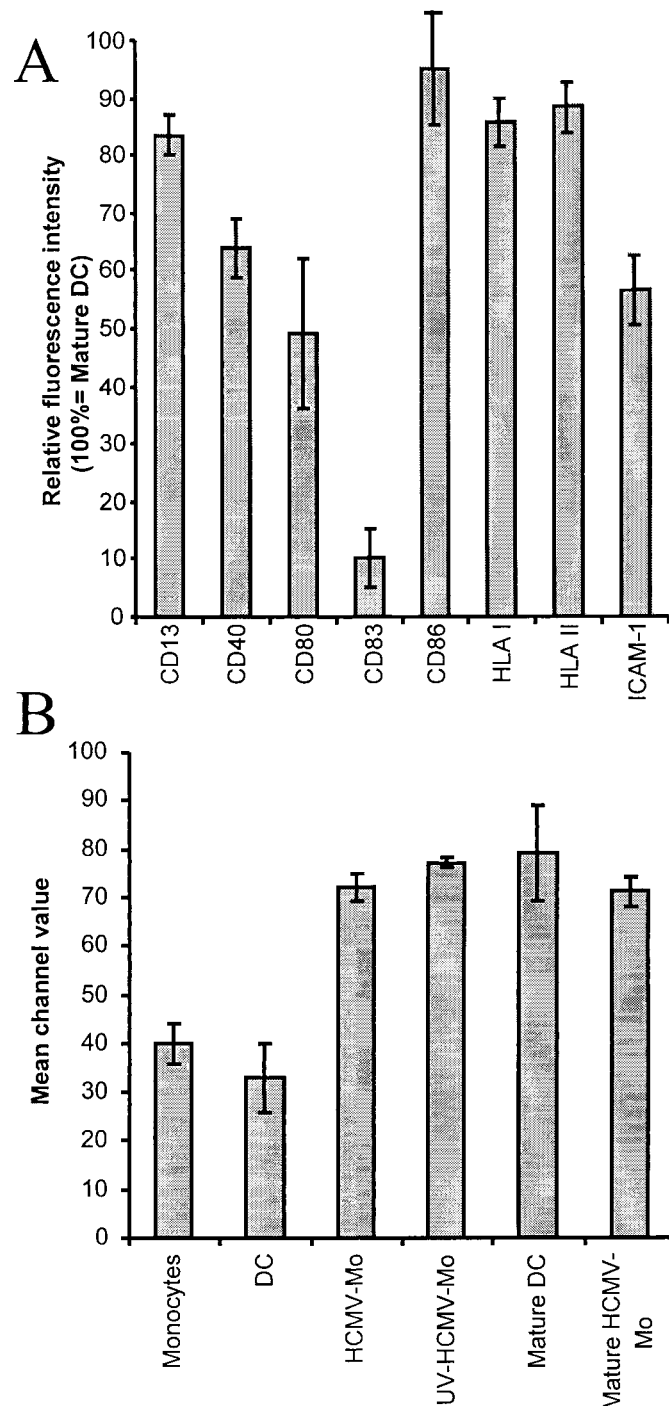 A
Relative fluorescence intensity
(100%= Mature DC)
100
90
80
70
60
50
40
30
20
10
0
CD13
CD40
CD80
CD83
CD86
HLA I
HLA II
ICAM-1
B
Mean channel value
100
90
80
70
60
50
40
30
20
10
0
Monocytes
DC
HCMV-Mo
UV-HCMV-Mo
Mature DC
Mature HCMV-
Mo